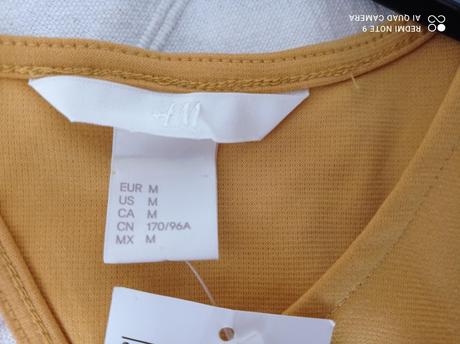 REDMI NOTE 9
AI QUAD CAMERA
H&M
EUR M
US M
CA M
CN 170/96A
MX M